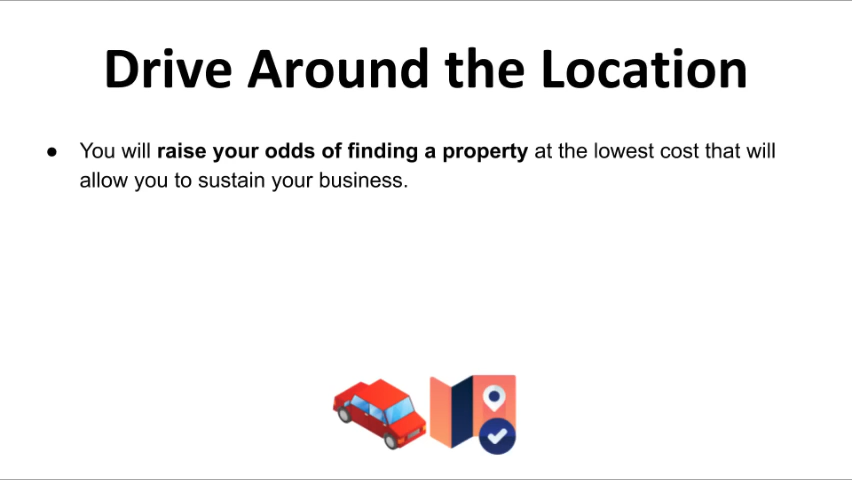 Drive Around the Location
● You will raise your odds of finding a property at the lowest cost that will
allow you to sustain your business.